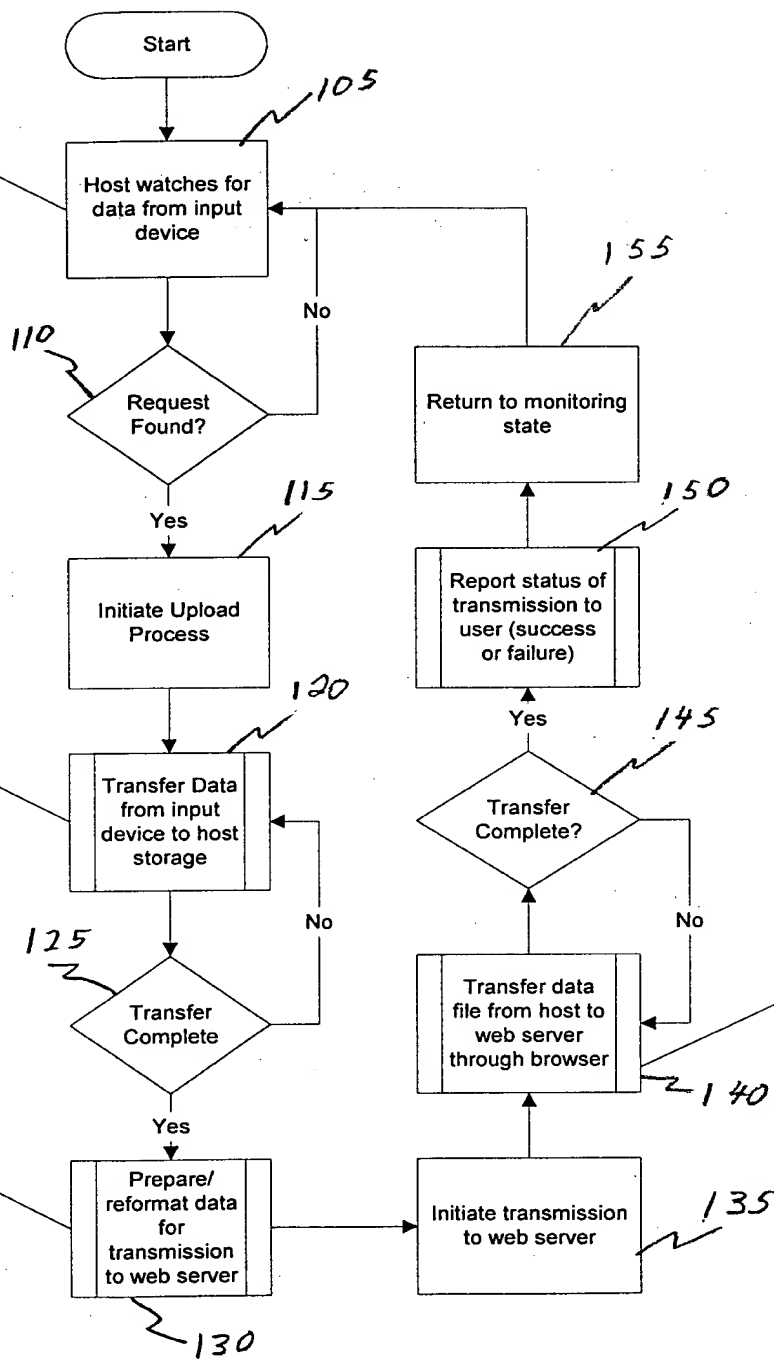 Start
105
Host watches for
data from input
device
No
110
Request
Found?
Yes
115
Initiate Upload
Process
120
Transfer Data
from input
device to host
storage
No
125
Transfer
Complete
Yes
Prepare/
reformat data
for
transmission
to web server
130
Initiate transmission
to web server
135
Transfer data
file from host to
web server
through browser
140
No
Transfer
Complete?
145
Yes
Report status of
transmission to
user (success
or failure)
150
Return to monitoring
state
155